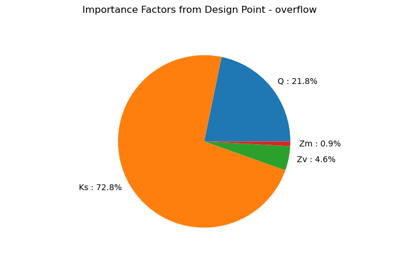 Importance Factors from Design Point - overflow
Q : 21.8%
Ks : 72.8%
Zv : 4.6%
Zm : 0.9%